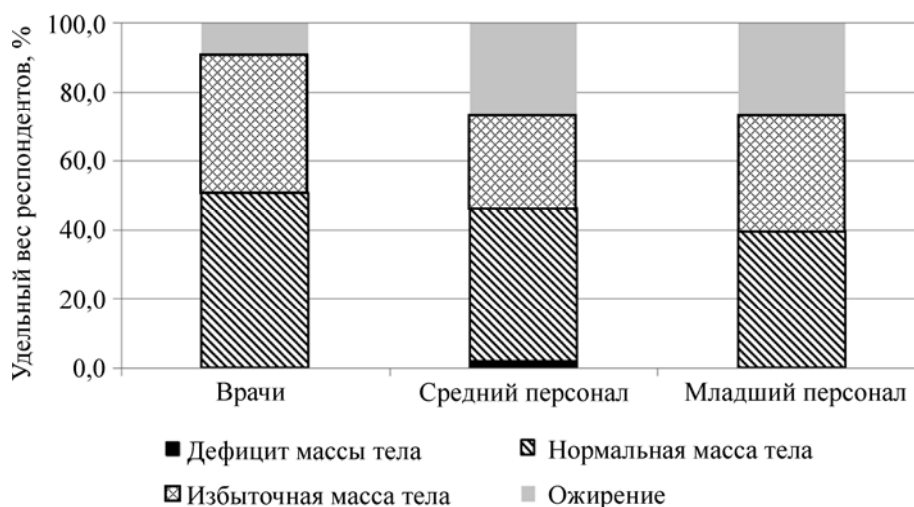 Удельный вес респондентов, %
100,0
80,0
60,0
40,0
20,0
0,0
Врачи
Средний персонал
Младший персонал
Дефицит массы тела
Нормальная масса тела
Избыточная масса тела
Ожирение